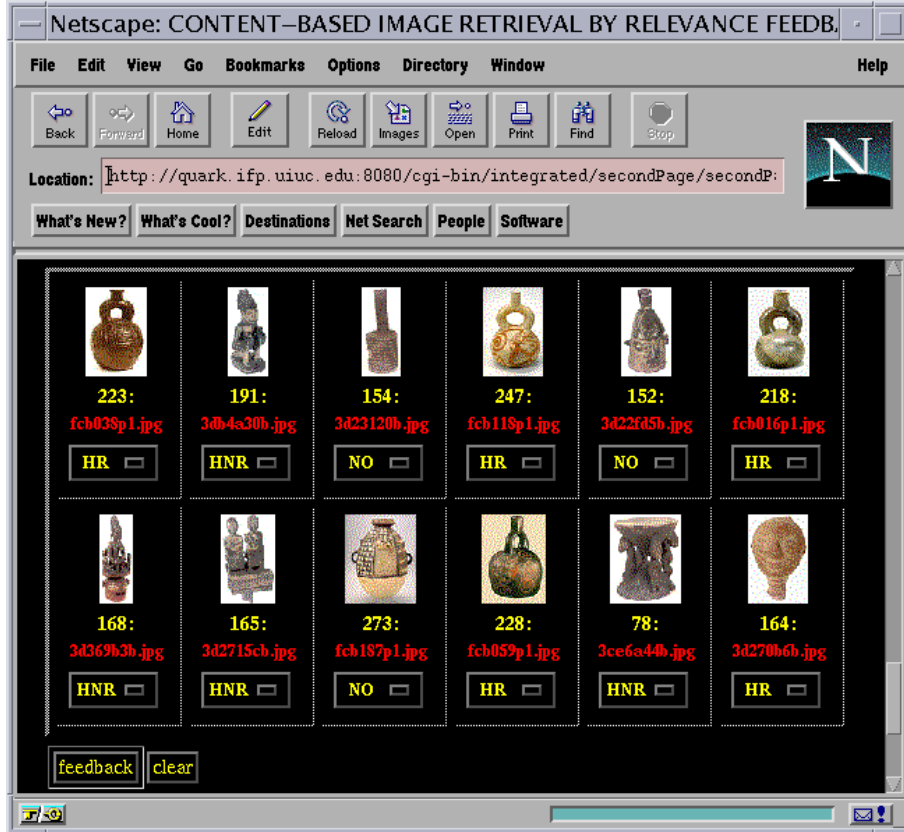 Netscape: CONTENT–BASED IMAGE RETRIEVAL BY RELEVANCE FEEDB
File Edit View Go Bookmarks Options Directory Window Help
Back Forward Home Edit Reload Images Open Print Find Stop
N
Location: http://quark.ifp.uiuc.edu:8080/cgi-bin/integrated/secondPage/secondPa
What's New? What's Cool? Destinations Net Search People Software
223: 191: 154: 247: 152: 218:
fcb038p1.jpg 3db4a30b.jpg 3d23120b.jpg fcb118p1.jpg 3d22fd5b.jpg fcb016p1.jpg
HR HNR NO HR NO HR
168: 165: 273: 228: 78: 164:
3d369b3b.jpg 3d2715cb.jpg fcb187p1.jpg fcb059p1.jpg 3ce6a44b.jpg 3d270b6b.jpg
HNR HNR NO HR HNR HR
feedback clear